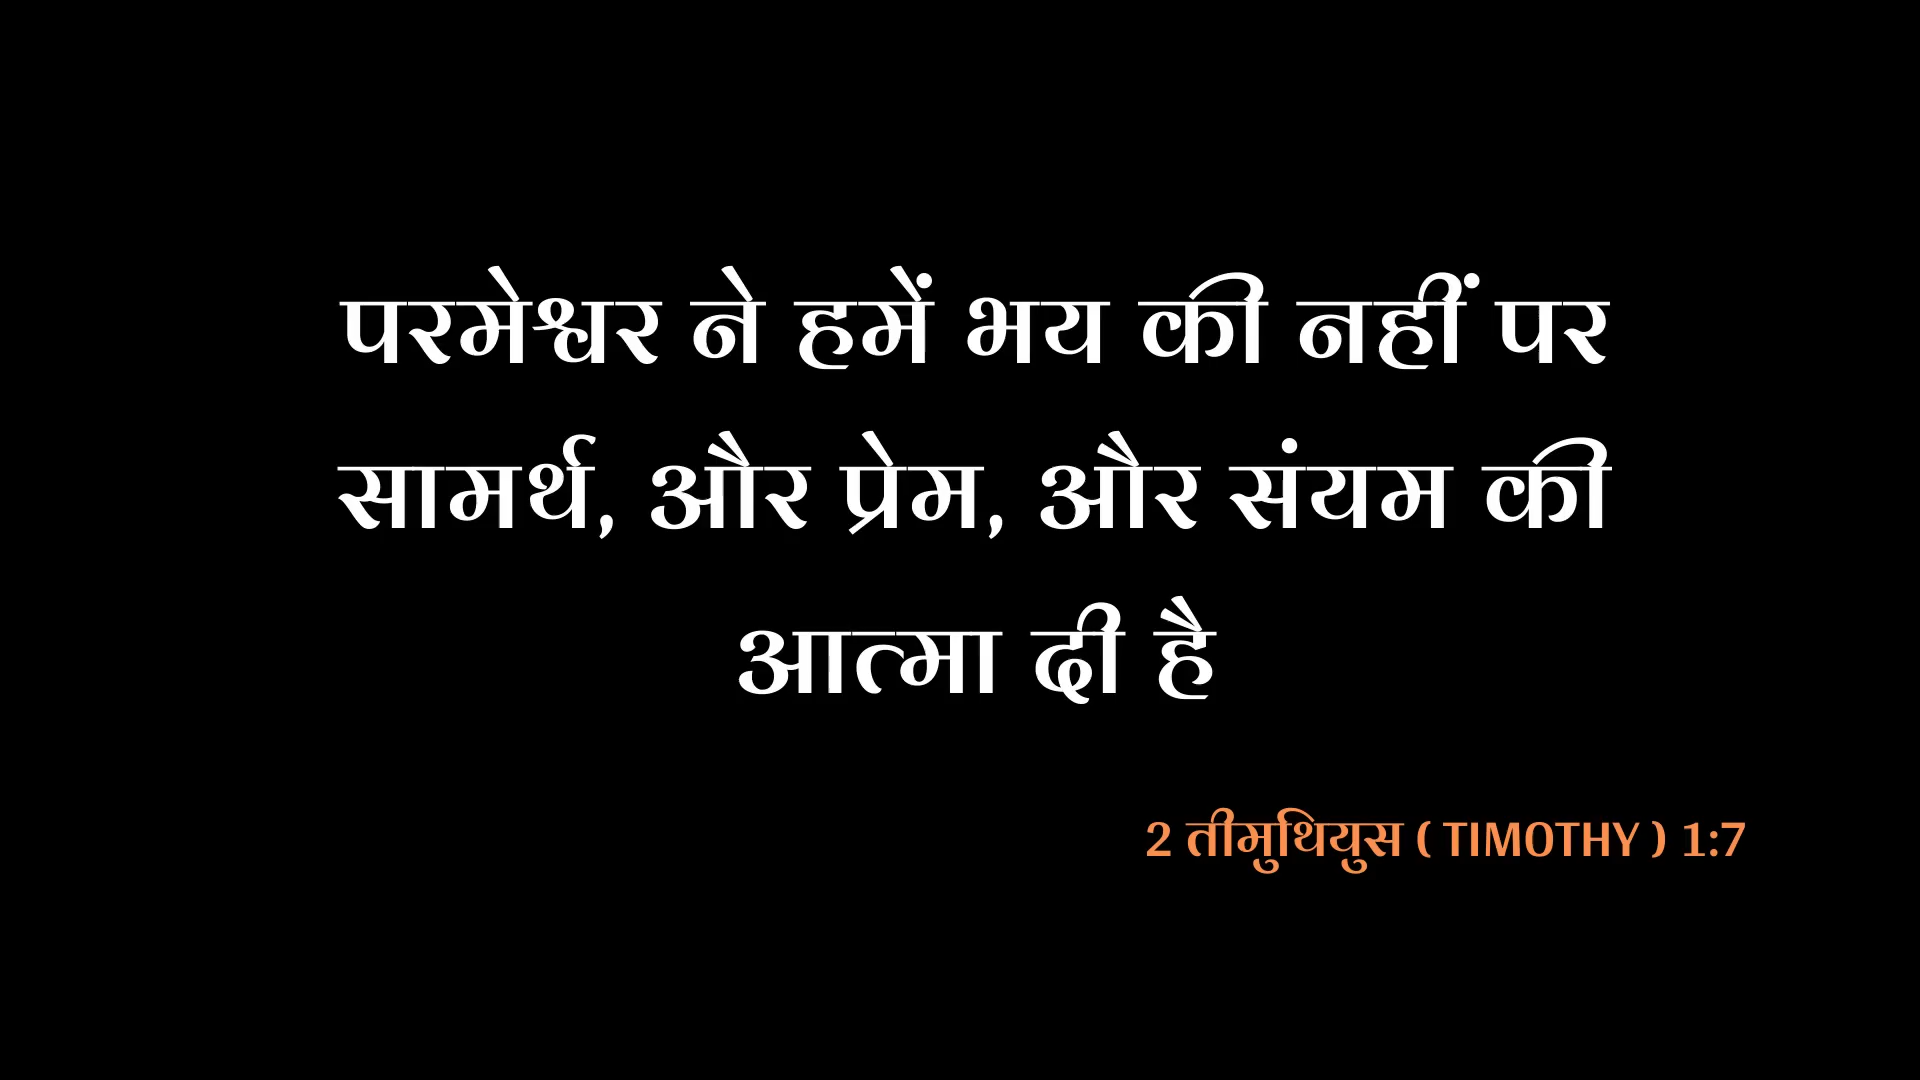 परमेश्वर ने हमें भय की नहीं पर
सामर्थ, और प्रेम, और संयम की
आत्मा दी है
2 तीमुथियुस ( TIMOTHY ) 1:7